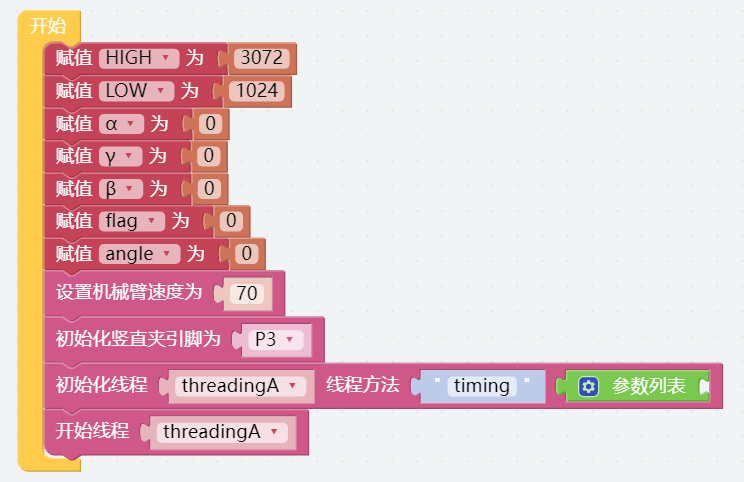 开始
赋值 HIGH 为 3072
赋值 LOW 为 1024
赋值 α 为 0
赋值 γ 为 0
赋值 β 为 0
赋值 flag 为 0
赋值 angle 为 0
设置机械臂速度为 70
初始化竖直夹引脚为 P3
初始化线程 threadingA 线程方法 " timing " 参数列表
开始线程 threadingA